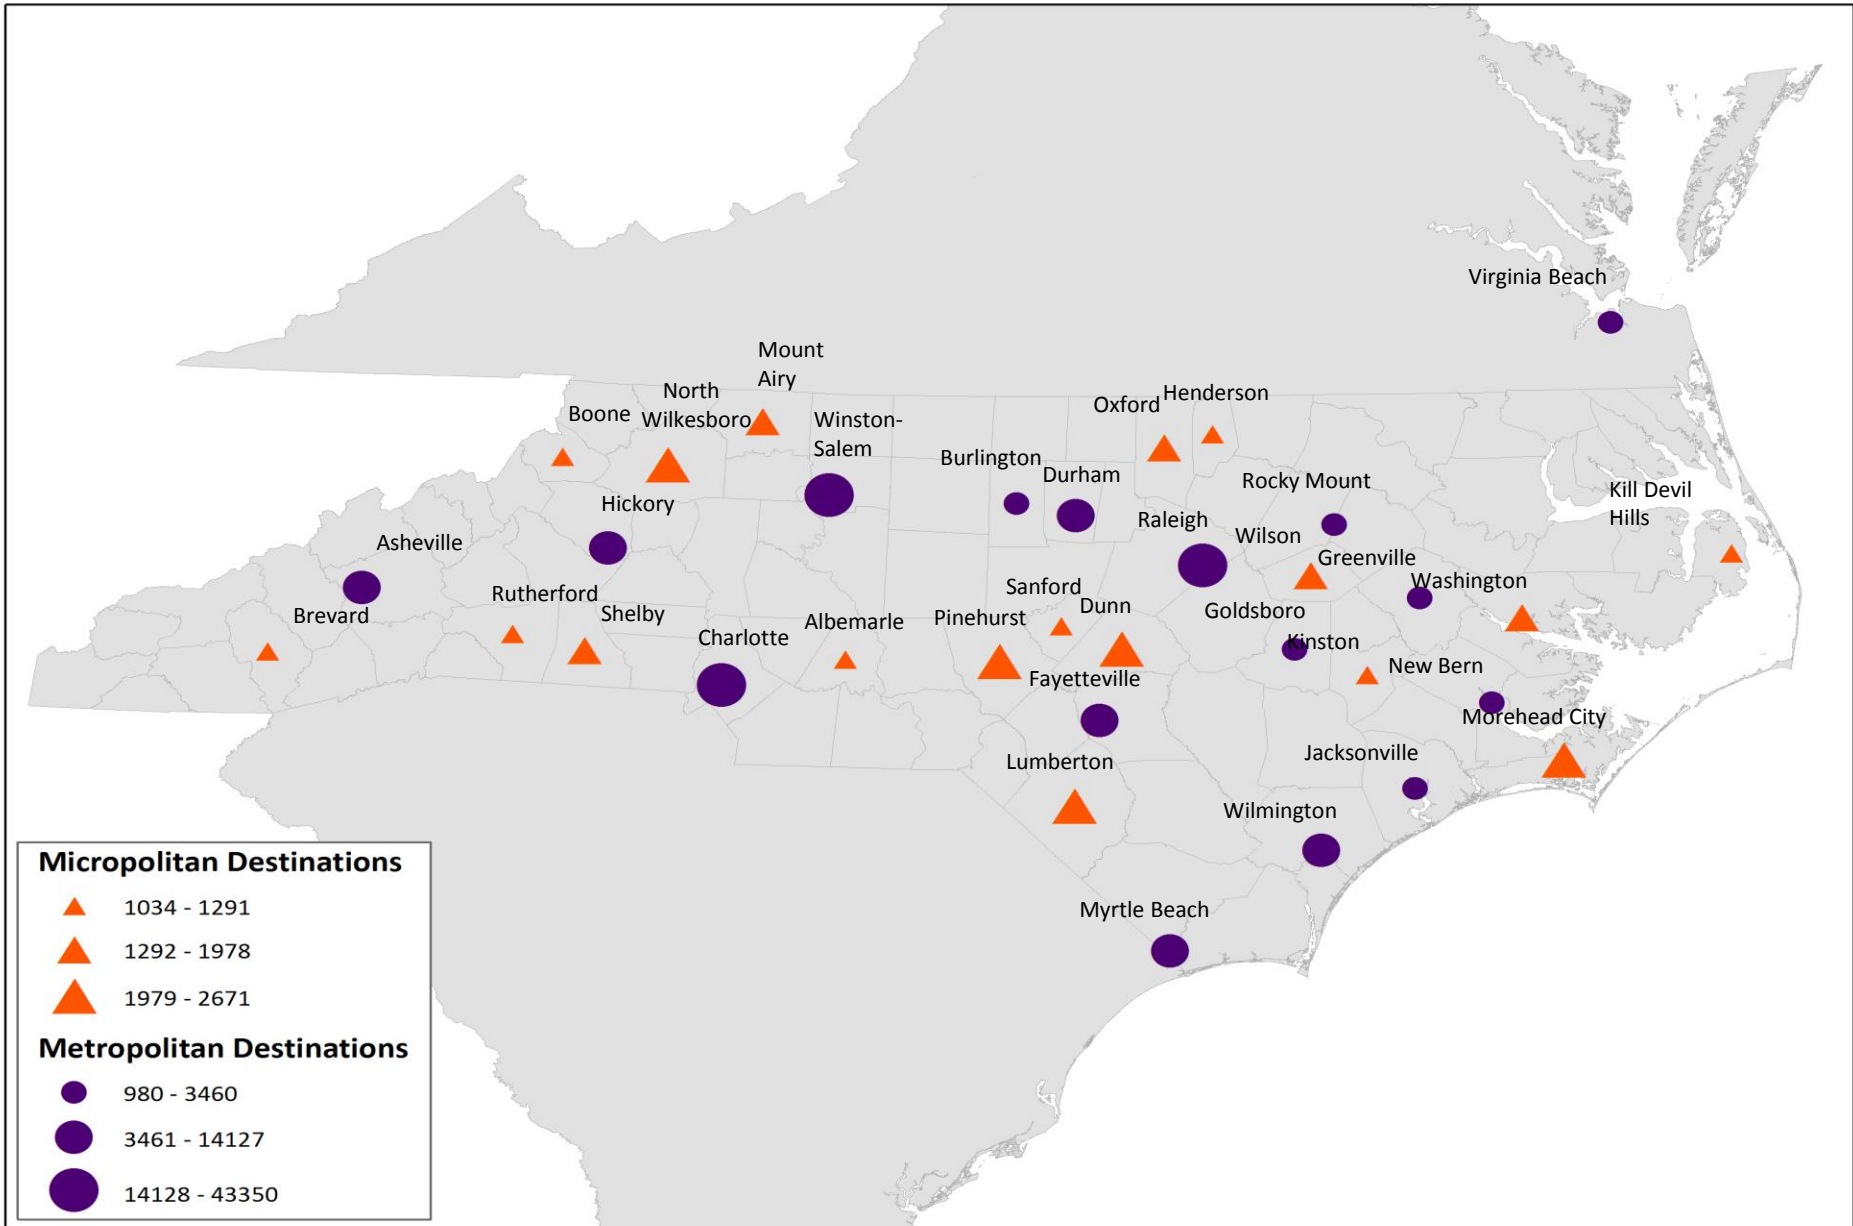 Virginia Beach
Mount
Airy
North
Wilkesboro
Boone
Winston-
Salem
Henderson
Oxford
Burlington
Durham
Rocky Mount
Kill Devil
Hills
Hickory
Raleigh
Wilson
Asheville
Greenville
Washington
Rutherford
Sanford
Dunn
Shelby
Brevard
Goldsboro
Albemarle
Pinehurst
Charlotte
Kinston
New Bern
Fayetteville
Morehead City
Jacksonville
Lumberton
Wilmington
Myrtle Beach
Micropolitan Destinations
1034 - 1291
1292 - 1978
1979 - 2671
Metropolitan Destinations
980 - 3460
3461 - 14127
14128 - 43350